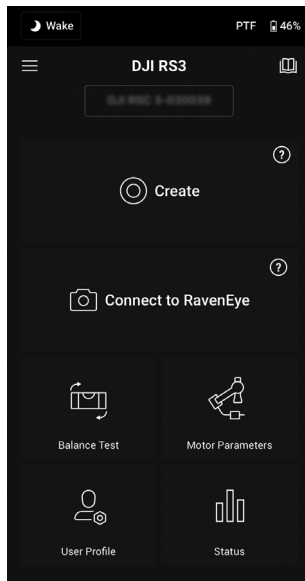 Wake
PTF 46%
DJI RS3
Create
Connect to RavenEye
Balance Test
Motor Parameters
User Profile
Status